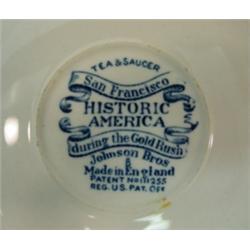 TEA & SAUCER
San Francisco
HISTORIC
AMERICA
during the Gold Rush
Johnson Bros
Made in England
PATENT No 111255
REG. U.S. PAT. OFF